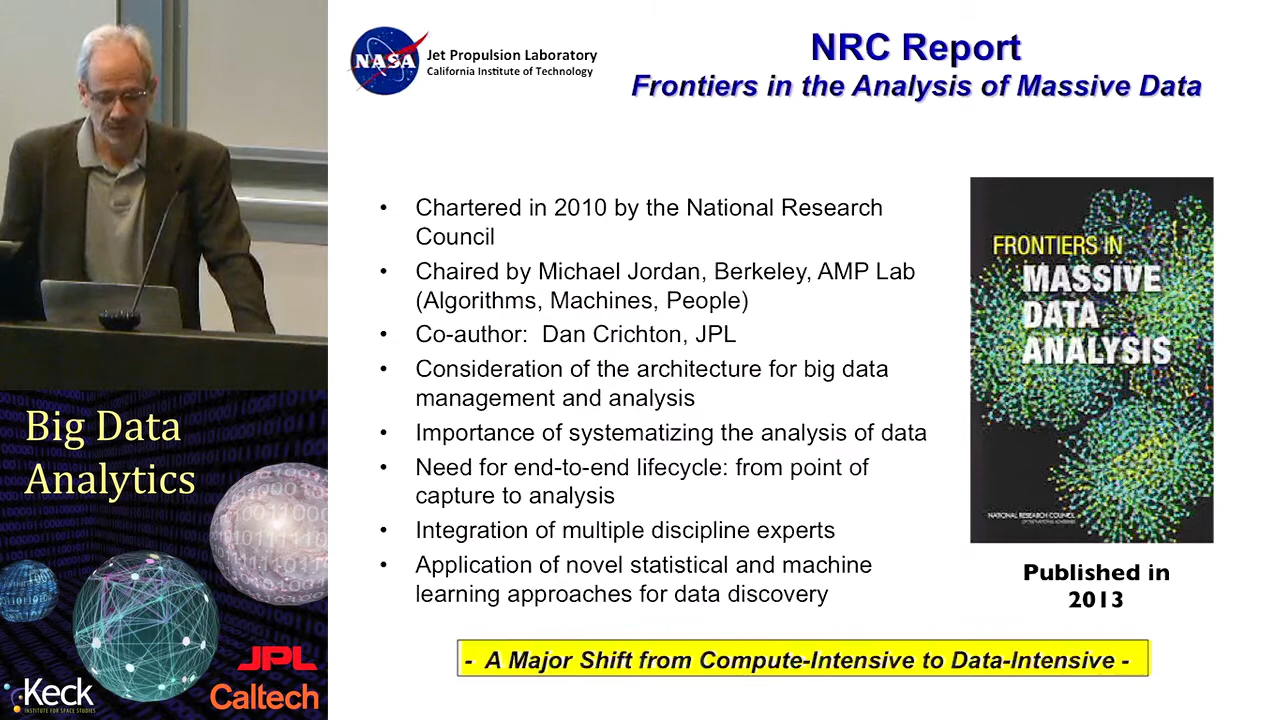 NASA
Jet Propulsion Laboratory
California Institute of Technology
NRC Report
Frontiers in the Analysis of Massive Data
• Chartered in 2010 by the National Research
Council
• Chaired by Michael Jordan, Berkeley, AMP Lab
(Algorithms, Machines, People)
• Co-author: Dan Crichton, JPL
• Consideration of the architecture for big data
management and analysis
• Importance of systematizing the analysis of data
• Need for end-to-end lifecycle: from point of
capture to analysis
• Integration of multiple discipline experts
• Application of novel statistical and machine
learning approaches for data discovery
FRONTIERS IN
MASSIVE
DATA
ANALYSIS
NATIONAL RESEARCH COUNCIL
OF THE NATIONAL ACADEMIES
Published in
2013
- A Major Shift from Compute-Intensive to Data-Intensive -
Big Data
Analytics
JPL
Keck
INSTITUTE FOR SPACE STUDIES
Caltech